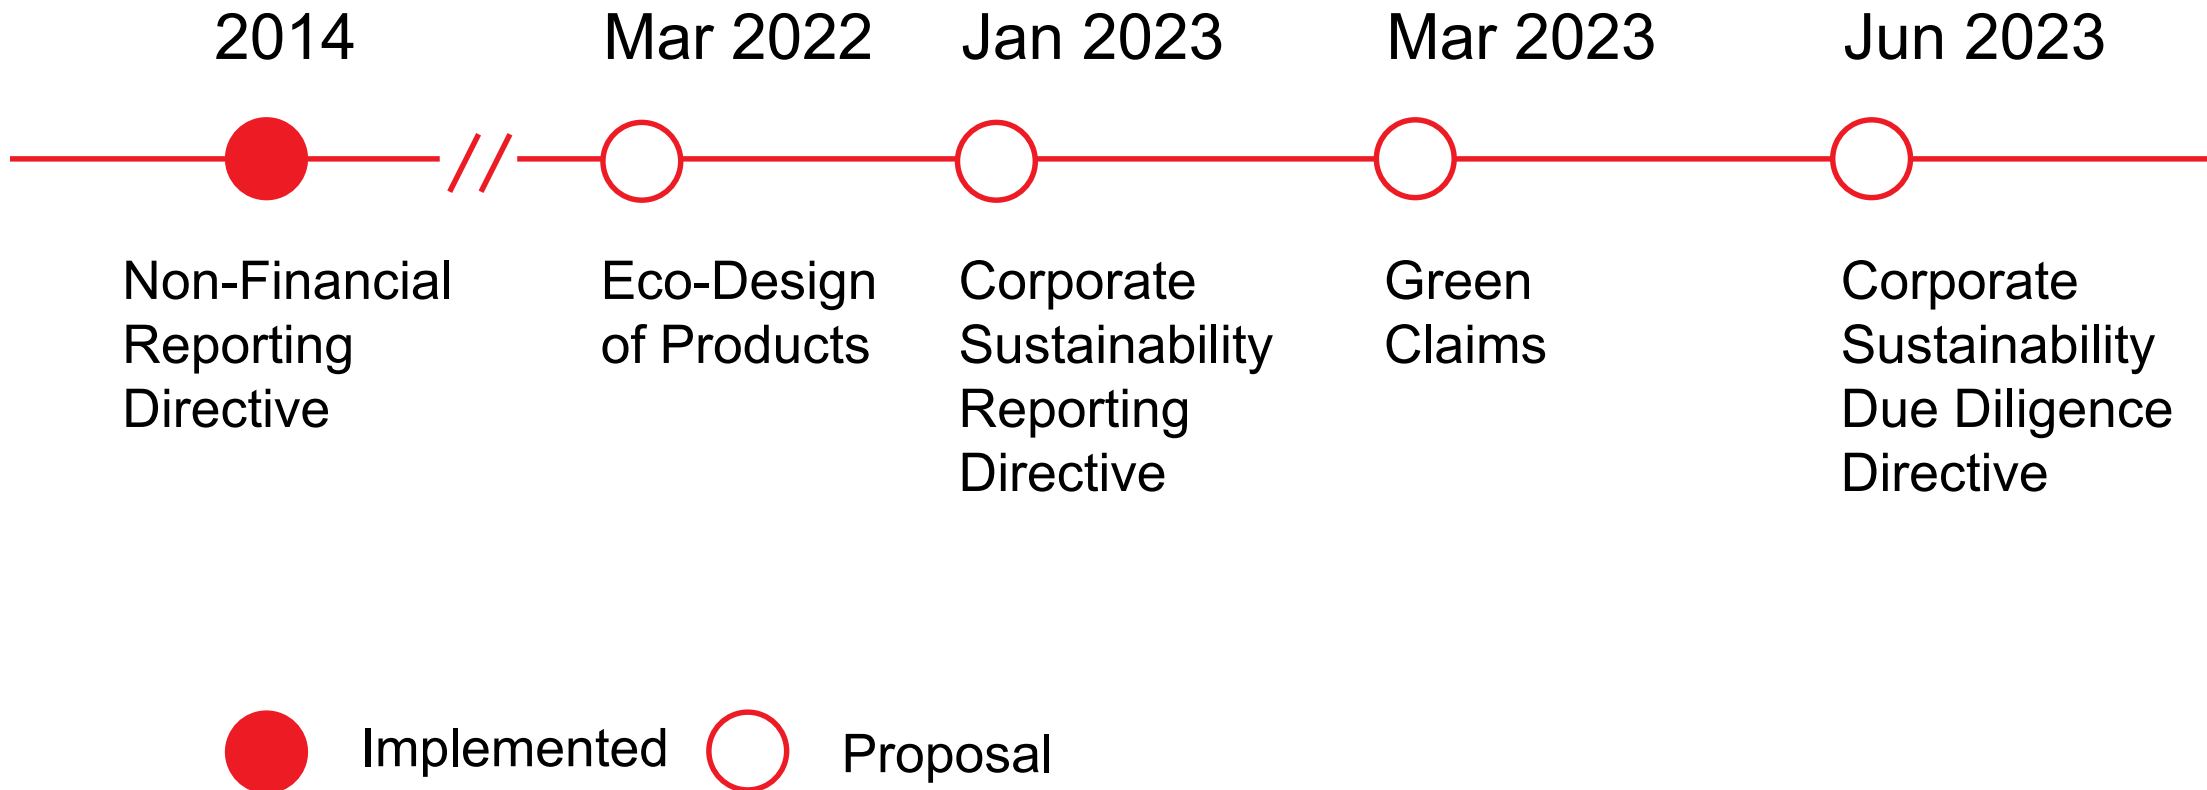 2014
Mar 2022
Jan 2023
Mar 2023
Jun 2023
Non-Financial
Reporting
Directive
Eco-Design
of Products
Corporate
Sustainability
Reporting
Directive
Green
Claims
Corporate
Sustainability
Due Diligence
Directive
Implemented
Proposal